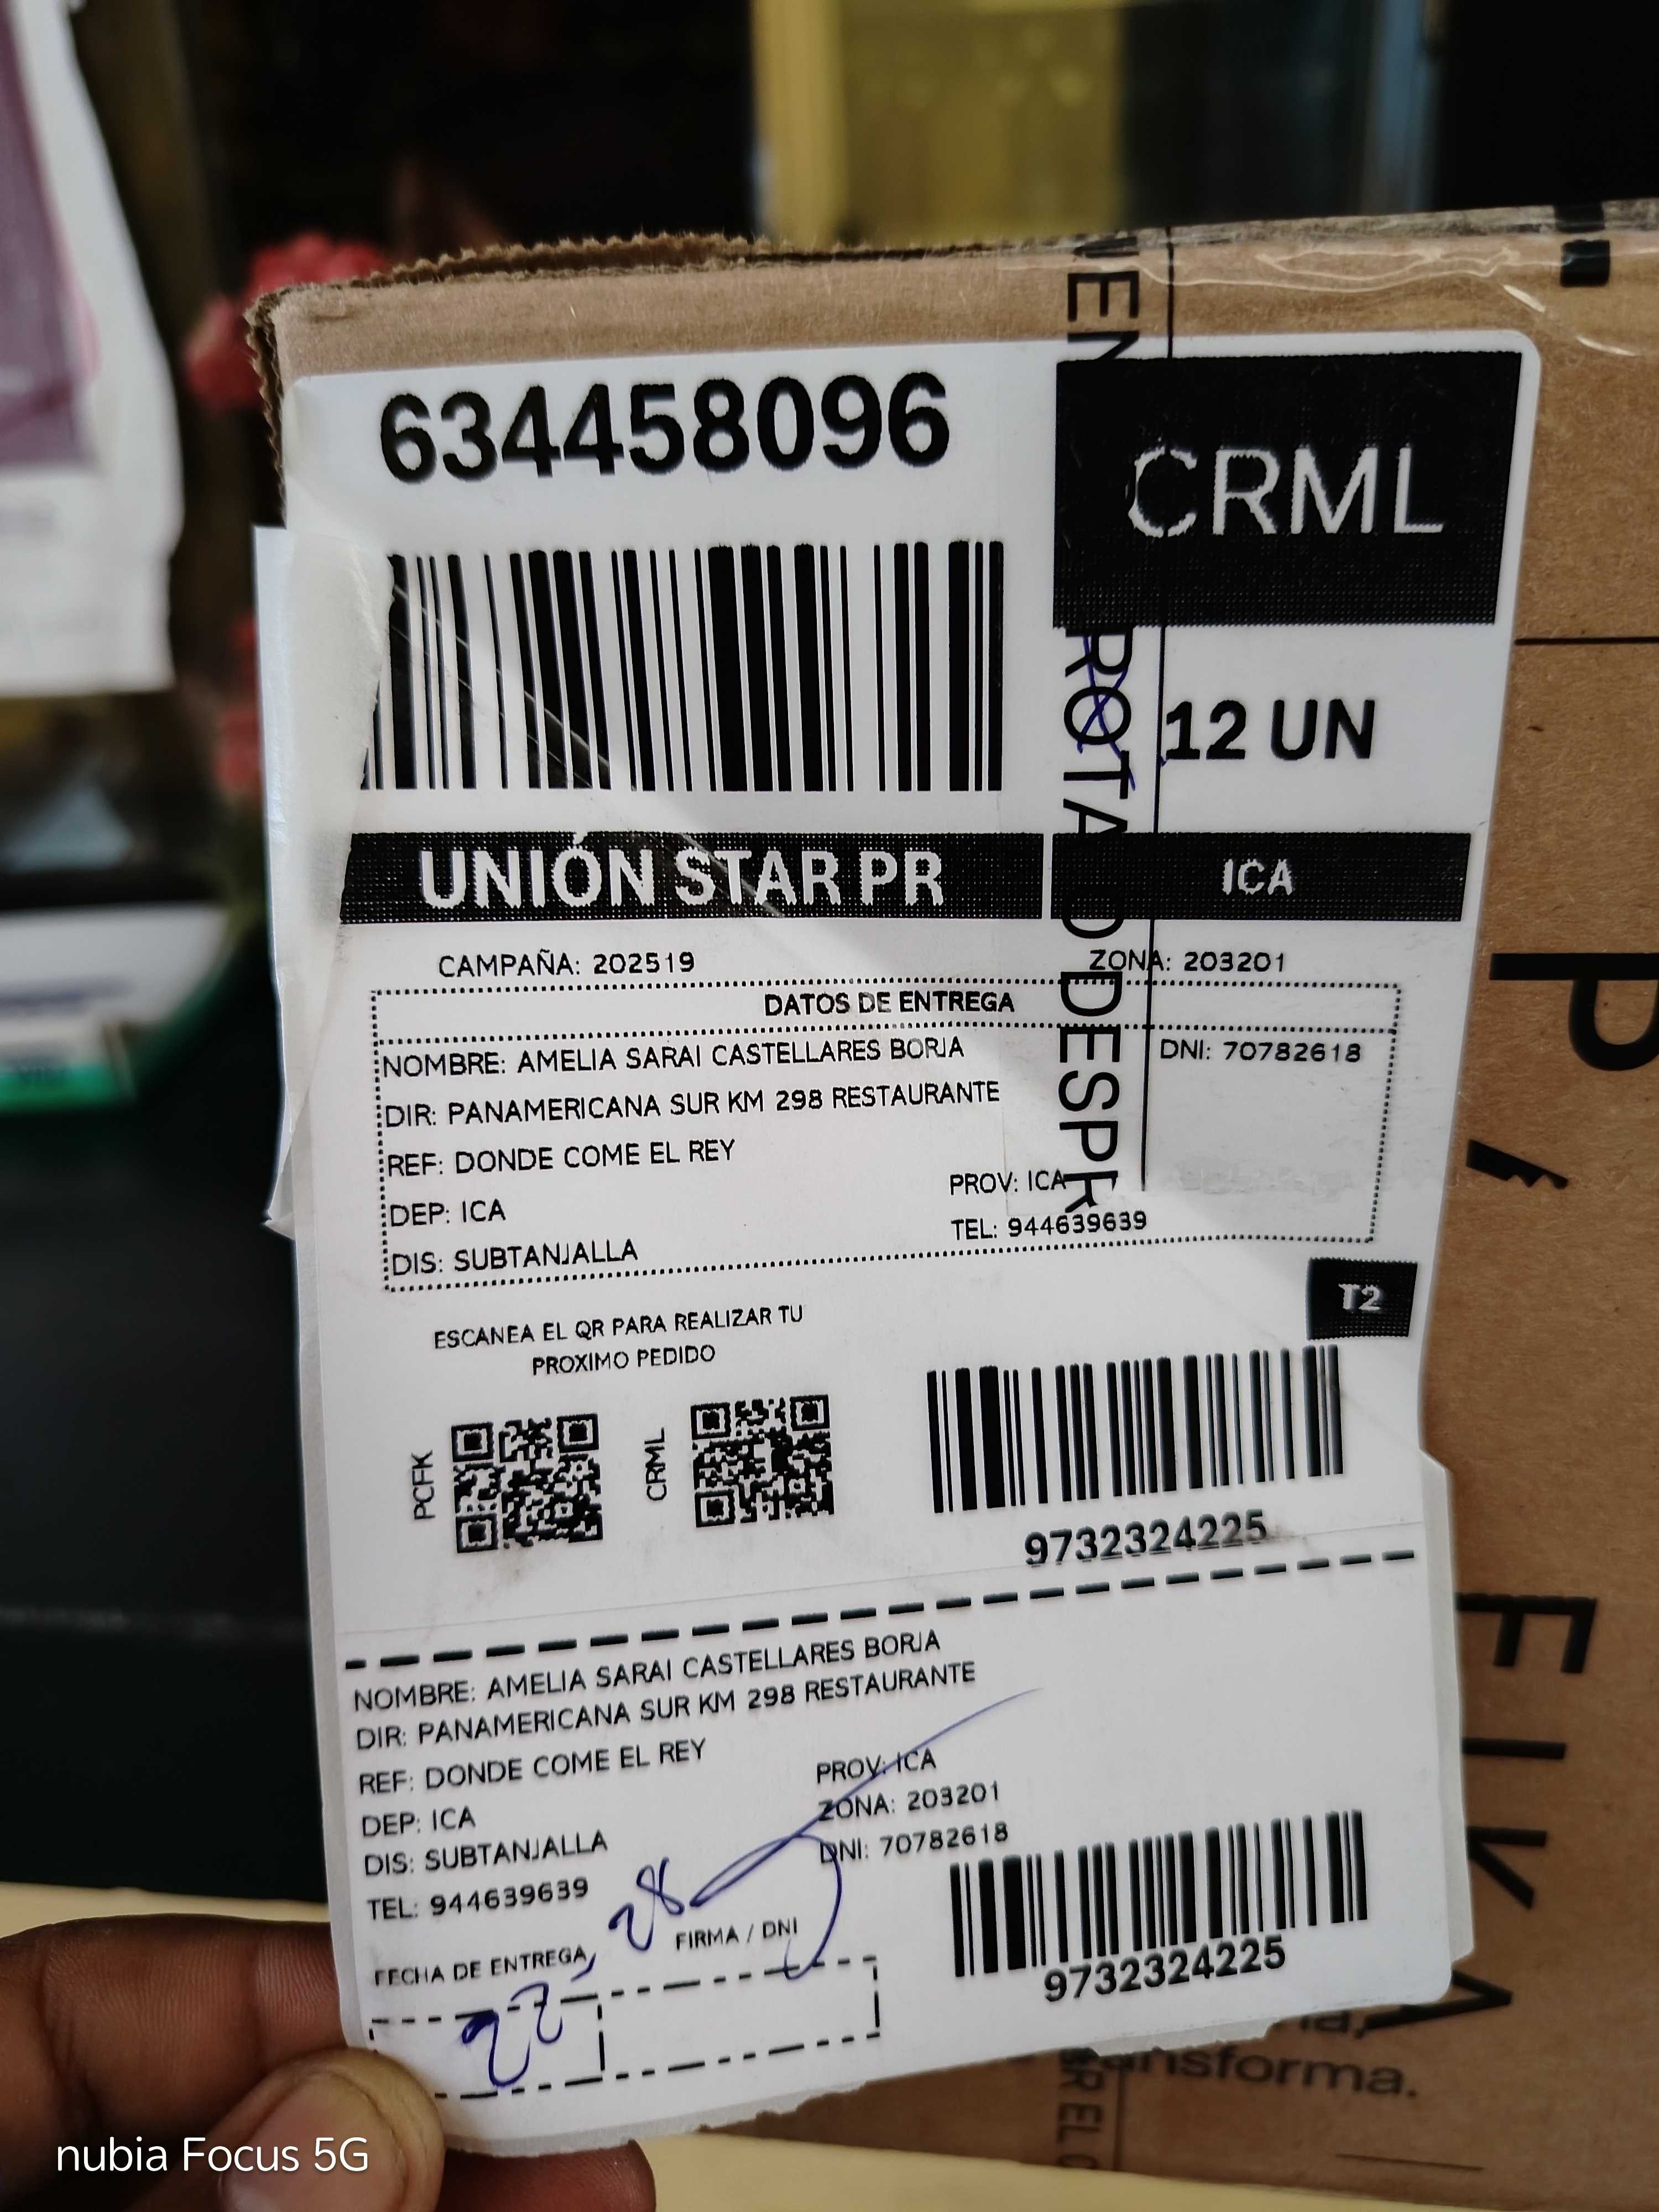 634458096
CRML
12 UN
UNIÓN STAR PR
ICA
CAMPAÑA: 202519
ZONA: 203201
DATOS DE ENTREGA
NOMBRE: AMELIA SARAI CASTELLARES BORJA
DNI: 70782618
DIR: PANAMERICANA SUR KM 298 RESTAURANTE
REF: DONDE COME EL REY
DEP: ICA
PROV: ICA
DIS: SUBTANJALLA
TEL: 944639639
T2
ESCANEA EL QR PARA REALIZAR TU
PROXIMO PEDIDO
PCFK
CRML
9732324225
NOMBRE: AMELIA SARAI CASTELLARES BORJA
DIR: PANAMERICANA SUR KM 298 RESTAURANTE
REF: DONDE COME EL REY
DEP: ICA
PROV: ICA
DIS: SUBTANJALLA
ZONA: 203201
TEL: 944639639
DNI: 70782618
28
FECHA DE ENTREGA
FIRMA / DNI
9732324225
nubia Focus 5G